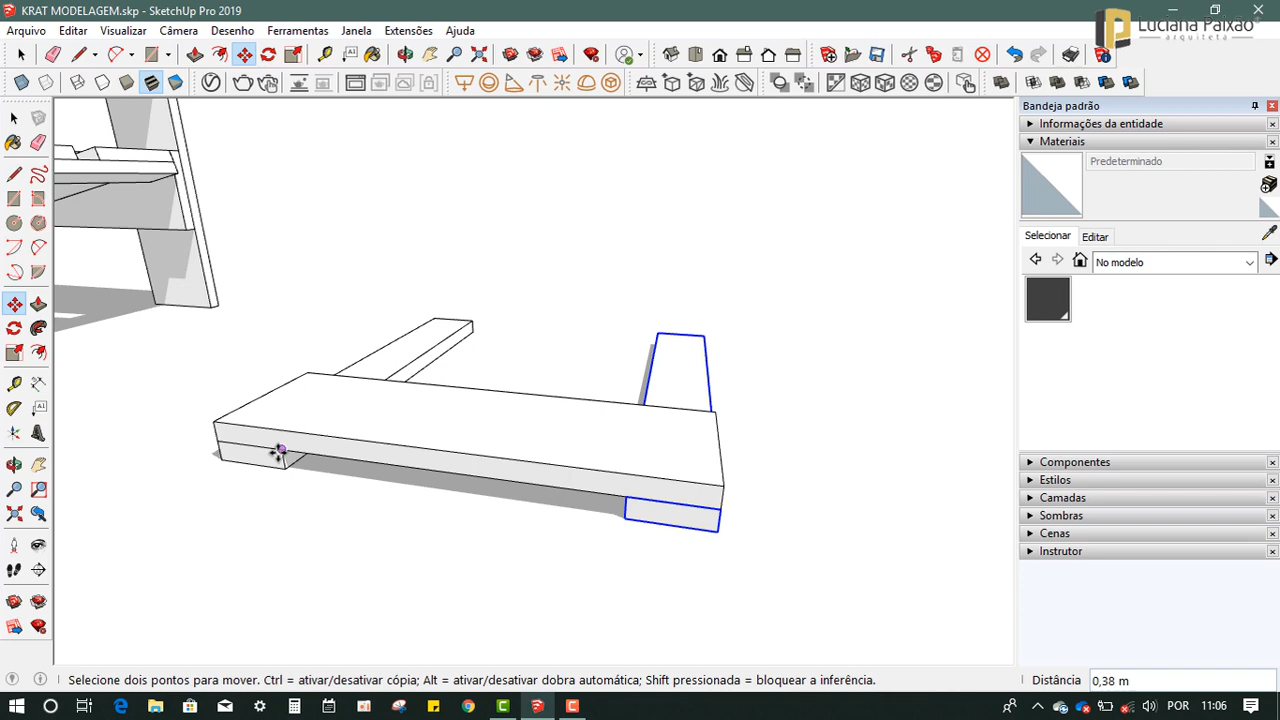 KRAT MODELAGEM.skp - SketchUp Pro 2019
Luciana Paixão
arquiteta
Arquivo Editar Visualizar Câmera Desenho Ferramentas Janela Extensões Ajuda
Bandeja padrão
Informações da entidade
Materiais
Predeterminado
Selecionar Editar
No modelo
Componentes
Estilos
Camadas
Sombras
Cenas
Instrutor
Selecione dois pontos para mover. Ctrl = ativar/desativar cópia; Alt = ativar/desativar dobra automática; Shift pressionada = bloquear a inferência.
Distância 0,38 m
POR 11:06